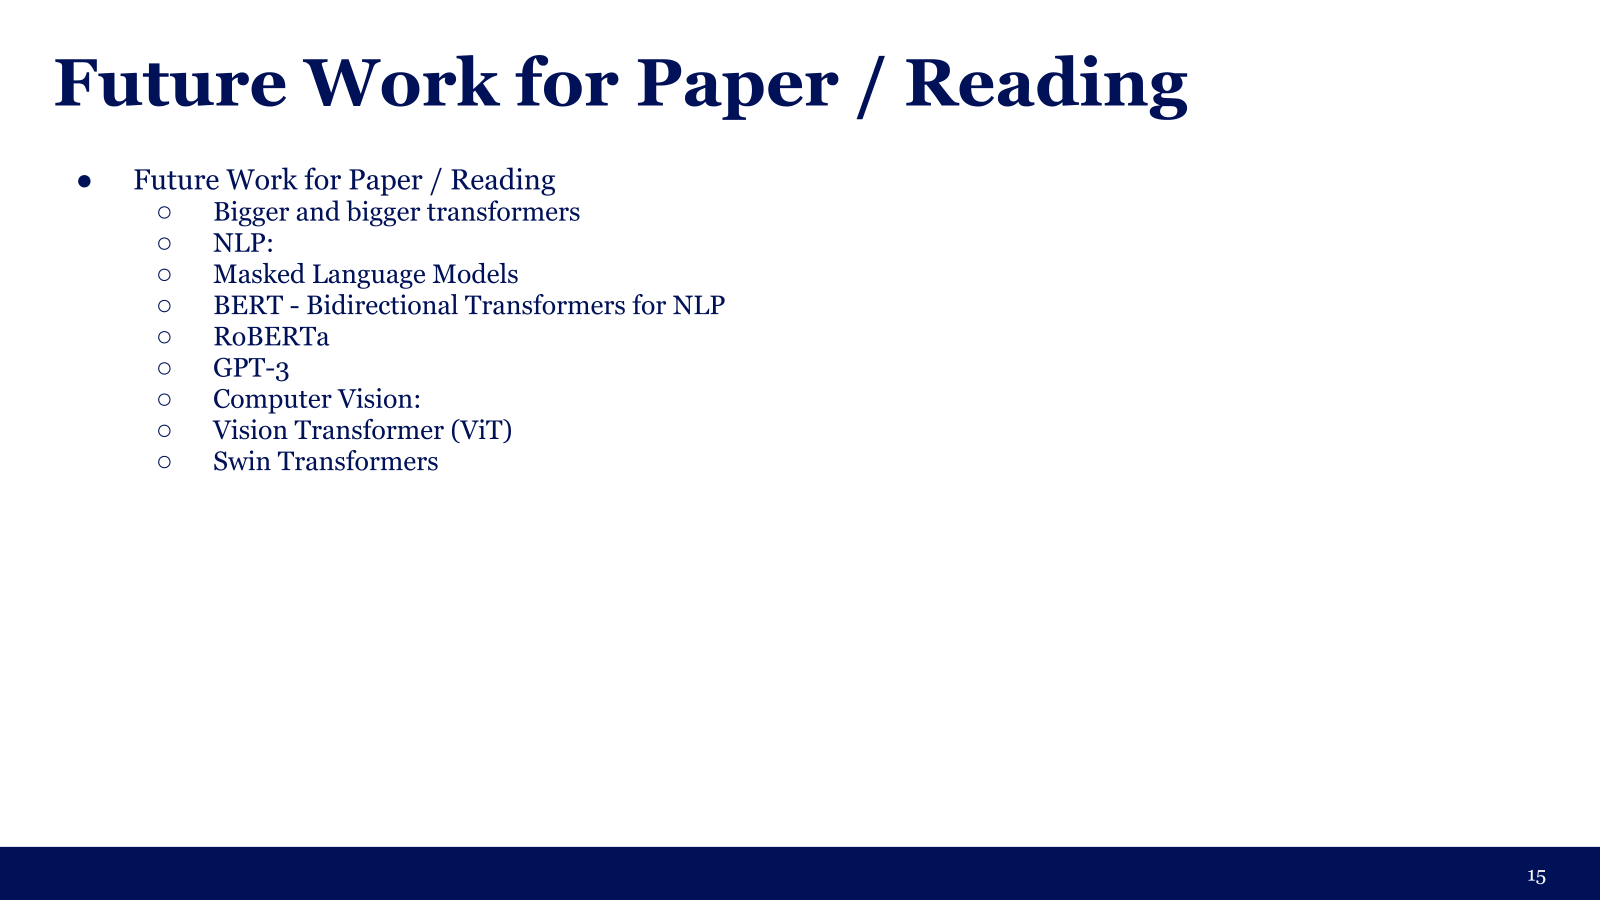 Future Work for Paper / Reading
● Future Work for Paper / Reading
○ Bigger and bigger transformers
○ NLP:
○ Masked Language Models
○ BERT - Bidirectional Transformers for NLP
○ RoBERTa
○ GPT-3
○ Computer Vision:
○ Vision Transformer (ViT)
○ Swin Transformers
15